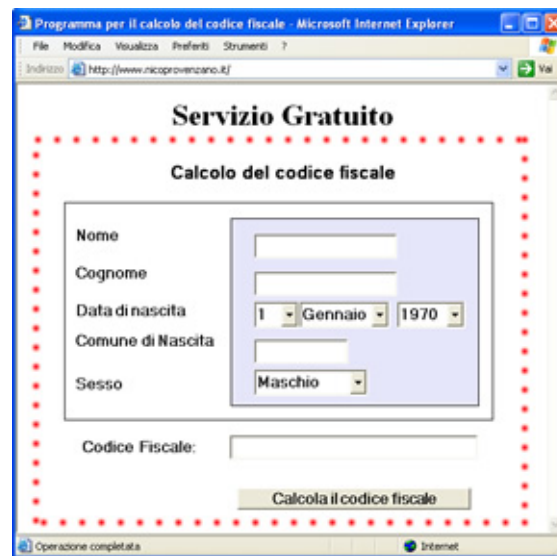 Programma per il calcolo del codice fiscale - Microsoft Internet Explorer
File Modifica Visualizza Preferiti Strumenti ?
Indirizzo http://www.nicoprovenzano.it/ Vai
Servizio Gratuito
Calcolo del codice fiscale
Nome
Cognome
Data di nascita 1 Gennaio 1970
Comune di Nascita
Sesso Maschio
Codice Fiscale:
Calcola il codice fiscale
Operazione completata Internet